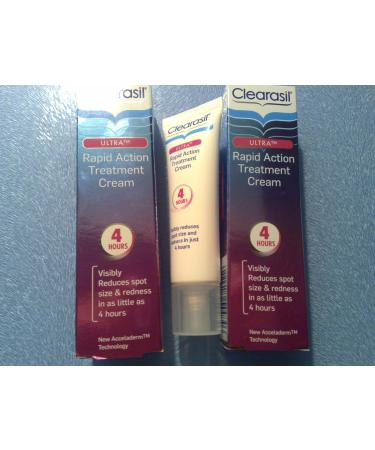 Clearasil
ULTRA™
Rapid Action
Treatment
Cream
4
HOURS
Visibly
Reduces spot
size & redness
in as little as
4 hours
New Acceladerm™
Technology
Clearasil
ULTRA™
Rapid Action
Treatment
Cream
4
HOURS
Visibly reduces
spot size and
redness in just
4 hours
Clearasil®
ULTRA™
Rapid Action
Treatment
Cream
4
HOURS
Visibly
Reduces spot
size & redness
in as little as
4 hours
New Acceladerm™
Technology